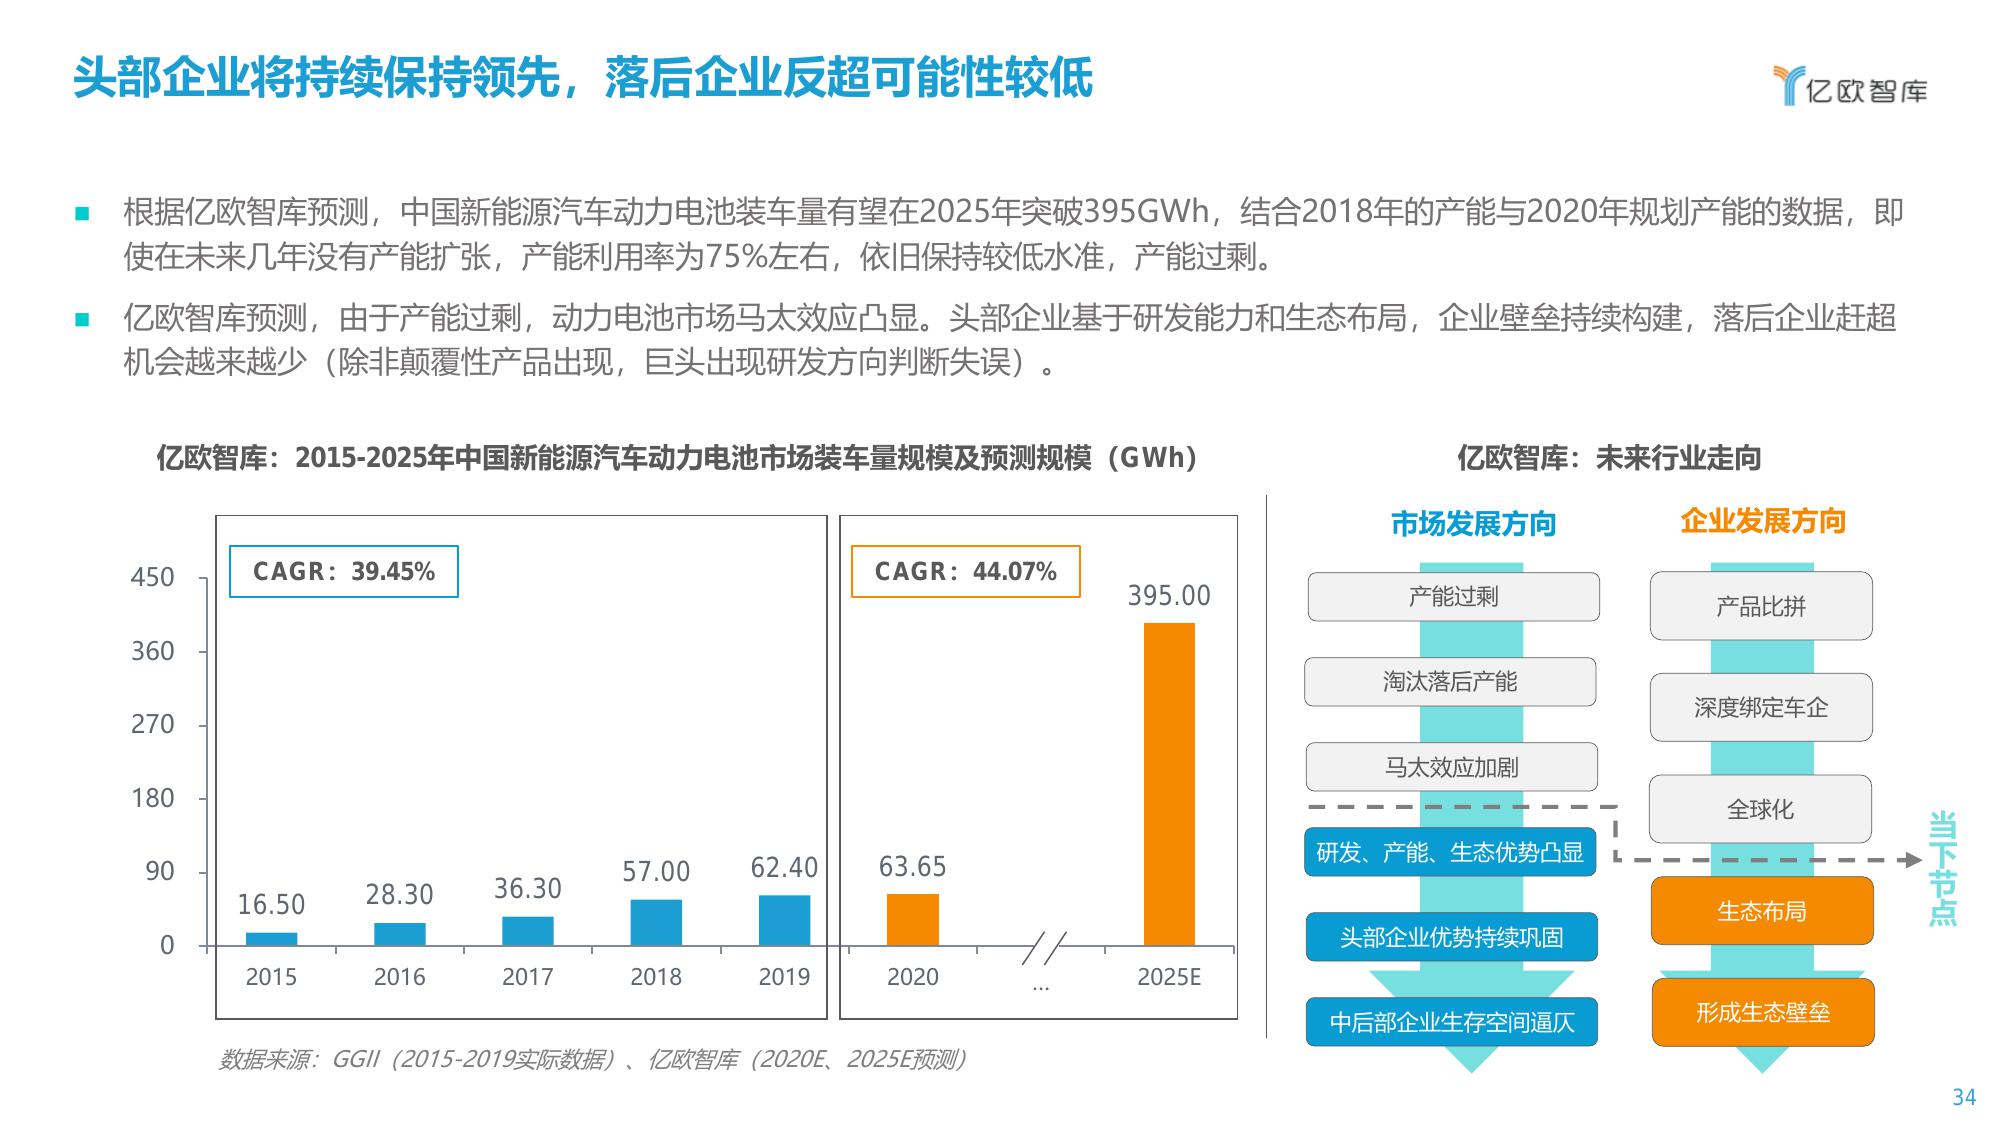 头部企业将持续保持领先，落后企业反超可能性较低
亿欧智库
根据亿欧智库预测，中国新能源汽车动力电池装车量有望在2025年突破395GWh，结合2018年的产能与2020年规划产能的数据，即
使在未来几年没有产能扩张，产能利用率为75%左右，依旧保持较低水准，产能过剩。
亿欧智库预测，由于产能过剩，动力电池市场马太效应凸显。头部企业基于研发能力和生态布局，企业壁垒持续构建，落后企业赶超
机会越来越少（除非颠覆性产品出现，巨头出现研发方向判断失误）。
亿欧智库：2015-2025年中国新能源汽车动力电池市场装车量规模及预测规模（GWh）
CAGR：39.45%
CAGR：44.07%
450
360
270
180
90
0
16.50
28.30
36.30
57.00
62.40
63.65
395.00
2015
2016
2017
2018
2019
2020
...
2025E
数据来源：GGII（2015-2019实际数据）、亿欧智库（2020E、2025E预测）
亿欧智库：未来行业走向
市场发展方向
产能过剩
淘汰落后产能
马太效应加剧
研发、产能、生态优势凸显
头部企业优势持续巩固
中后部企业生存空间逼仄
企业发展方向
产品比拼
深度绑定车企
全球化
生态布局
形成生态壁垒
当下节点
34